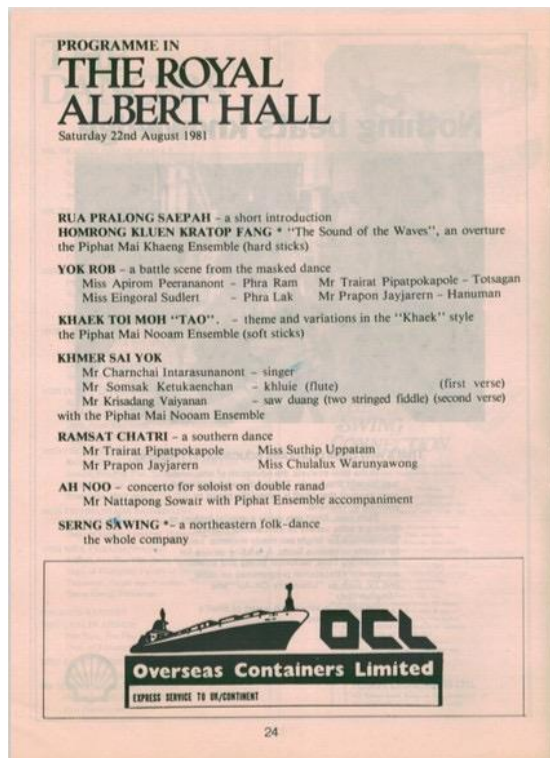 PROGRAMME IN
THE ROYAL
ALBERT HALL
Saturday 22nd August 1981
Nothing beats
RUA PRALONG SAEPAH – a short introduction
HOMRONG KLUEN KRATOP FANG * "The Sound of the Waves", an overture
the Piphat Mai Khaeng Ensemble (hard sticks)
YOK ROB – a battle scene from the masked dance
Miss Apirom Peerananont – Phra Ram Mr Trairat Pipatpokapole – Totsagan
Miss Eingoral Sudlert – Phra Lak Mr Prapon Jayjarern – Hanuman
KHAEK TOI MOH "TAO". – theme and variations in the "Khaek" style
the Piphat Mai Nooam Ensemble (soft sticks)
KHMER SAI YOK
Mr Charnchai Intarasunanont – singer
Mr Somsak Ketukaenchan – khluie (flute) (first verse)
Mr Krisadang Vaiyanan – saw duang (two stringed fiddle) (second verse)
with the Piphat Mai Nooam Ensemble
RAMSAT CHATRI – a southern dance
Mr Trairat Pipatpokapole Miss Suthip Uppatam
Mr Prapon Jayjarern Miss Chulalux Warunyawong
AH NOO – concerto for soloist on double ranad
Mr Nattapong Sowair with Piphat Ensemble accompaniment
SERNG SAWING *– a northeastern folk-dance
the whole company
OCL
Overseas Containers Limited
EXPRESS SERVICE TO UK/CONTINENT
24